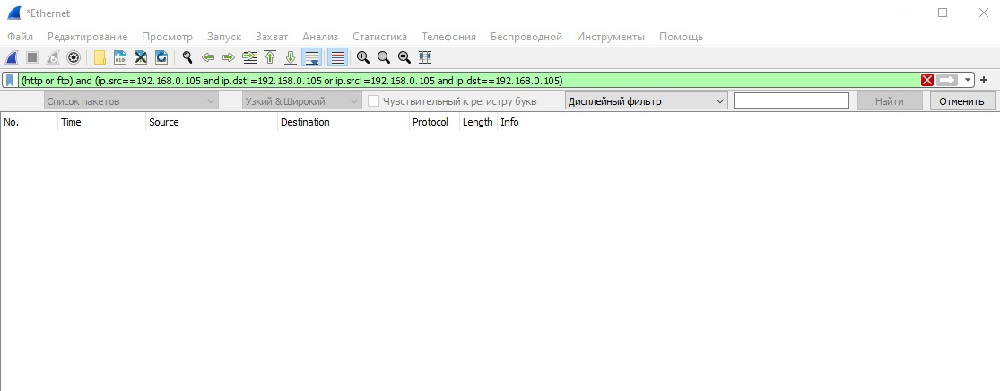 *Ethernet
Файл Редактирование Просмотр Запуск Захват Анализ Статистика Телефония Беспроводной Инструменты Помощь
(http or ftp) and (ip.src==192.168.0.105 and ip.dst!=192.168.0.105 or ip.src!=192.168.0.105 and ip.dst==192.168.0.105)
Список пакетов Узкий & Широкий Чувствительный к регистру букв Дисплейный фильтр Найти Отменить
No. Time Source Destination Protocol Length Info